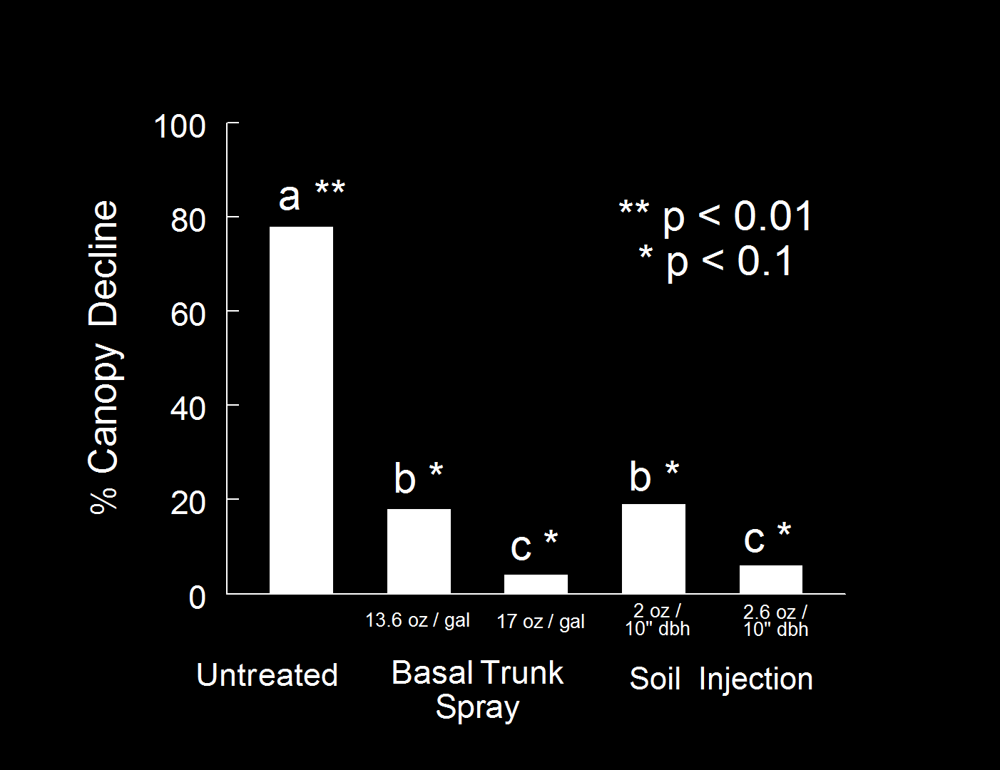 100
80
60
40
20
0
% Canopy Decline
a **
b *
c *
b *
c *
** p < 0.01
* p < 0.1
13.6 oz / gal
17 oz / gal
2 oz /
10" dbh
2.6 oz /
10" dbh
Untreated
Basal Trunk
Spray
Soil Injection